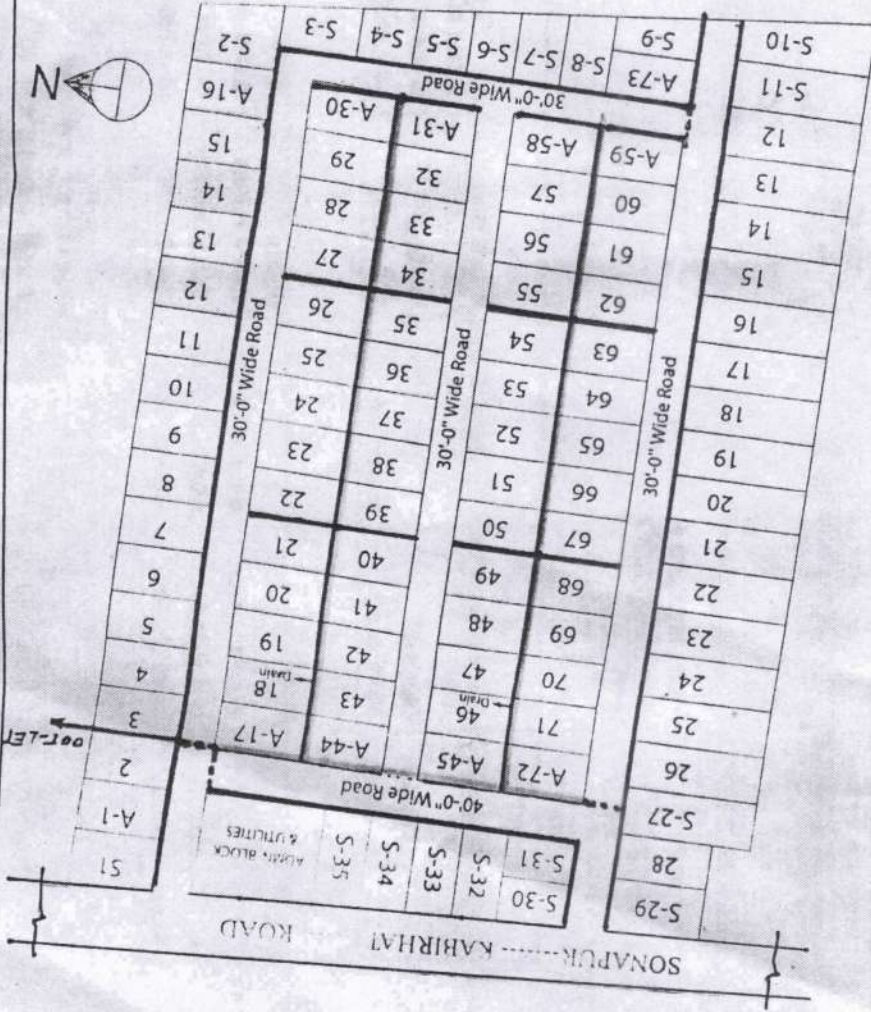 SONAPUR---- KABIRHAT ROAD
S-29
28
S-27
26
25
24
23
22
21
20
19
18
17
16
15
14
13
12
S-11
S-10
S-30
S-31
S-32
S-33
S-34
S-35
ADMN. BLOCK
& UTILITIES
40'-0" Wide Road
30'-0" Wide Road
A-72
71
70
69
68
67
66
65
64
63
62
61
60
A-59
A-45
46
Drain
47
48
49
50
51
52
53
54
55
56
57
A-58
30'-0" Wide Road
A-44
43
42
41
40
39
38
37
36
35
34
33
32
A-31
A-17
18
Drain
19
20
21
22
23
24
25
26
27
28
29
A-30
30'-0" Wide Road
S1
A-1
2
OUT-LET
3
4
5
6
7
8
9
10
11
12
13
14
15
A-16
S-2
30'-0" Wide Road
A-73
S-9
S-8
S-7
S-6
S-5
S-4
S-3
N